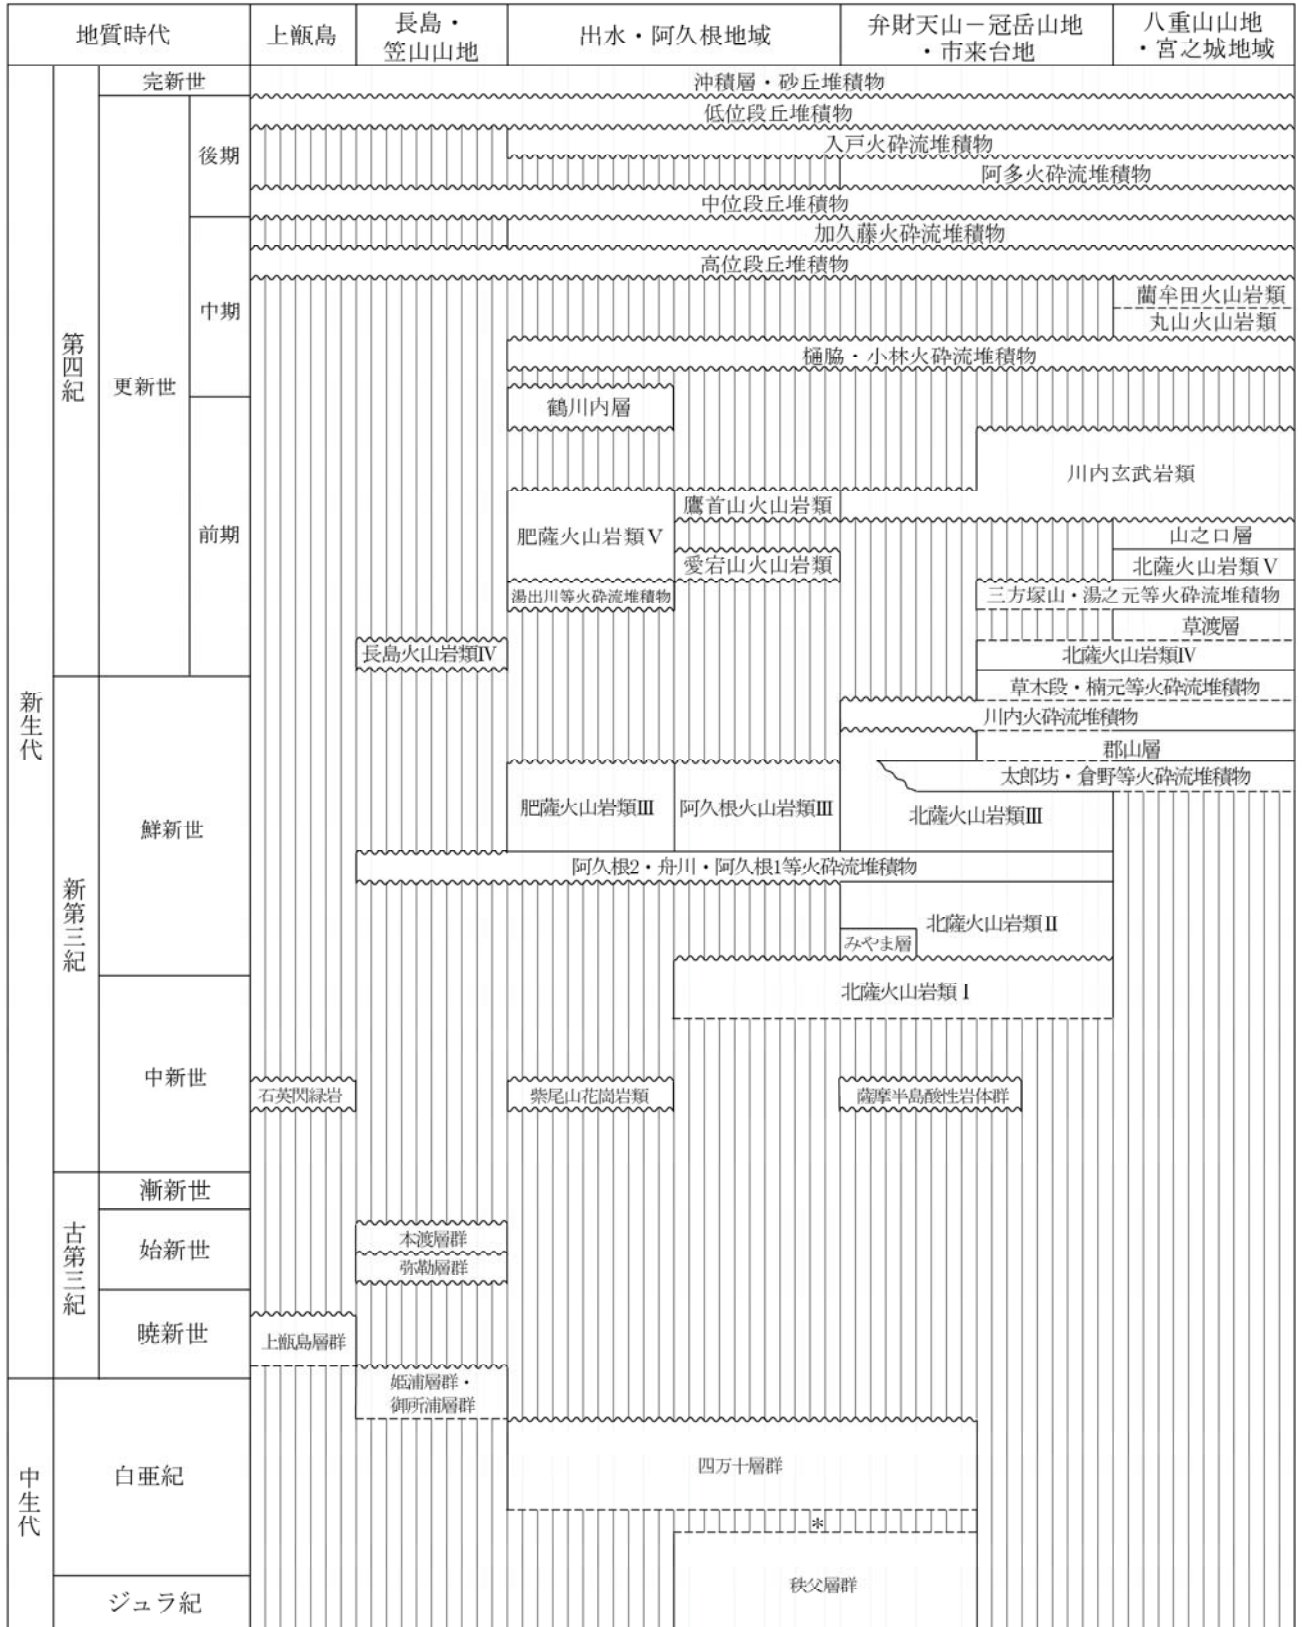 地質時代
上甑島
長島・
笠山山地
出水・阿久根地域
弁財天山－冠岳山地
・市来台地
八重山山地
・宮之城地域
新生代
第四紀
完新世
更新世
後期
中期
前期
沖積層・砂丘堆積物
低位段丘堆積物
入戸火砕流堆積物
阿多火砕流堆積物
中位段丘堆積物
加久藤火砕流堆積物
高位段丘堆積物
藺牟田火山岩類
丸山火山岩類
樋脇・小林火砕流堆積物
鶴川内層
川内玄武岩類
鷹首山火山岩類
肥薩火山岩類Ⅴ
山之口層
愛宕山火山岩類
北薩火山岩類Ⅴ
湯出川等火砕流堆積物
三方塚山・湯之元等火砕流堆積物
草渡層
長島火山岩類Ⅳ
北薩火山岩類Ⅳ
新第三紀
鮮新世
草木段・楠元等火砕流堆積物
川内火砕流堆積物
郡山層
太郎坊・倉野等火砕流堆積物
肥薩火山岩類Ⅲ
阿久根火山岩類Ⅲ
北薩火山岩類Ⅲ
阿久根2・舟川・阿久根1等火砕流堆積物
北薩火山岩類Ⅱ
みやま層
中新世
北薩火山岩類Ⅰ
石英閃緑岩
紫尾山花崗岩類
薩摩半島酸性岩体群
古第三紀
漸新世
始新世
本渡層群
弥勒層群
暁新世
上甑島層群
中生代
白亜紀
姫浦層群・
御所浦層群
四万十層群
*
ジュラ紀
秩父層群